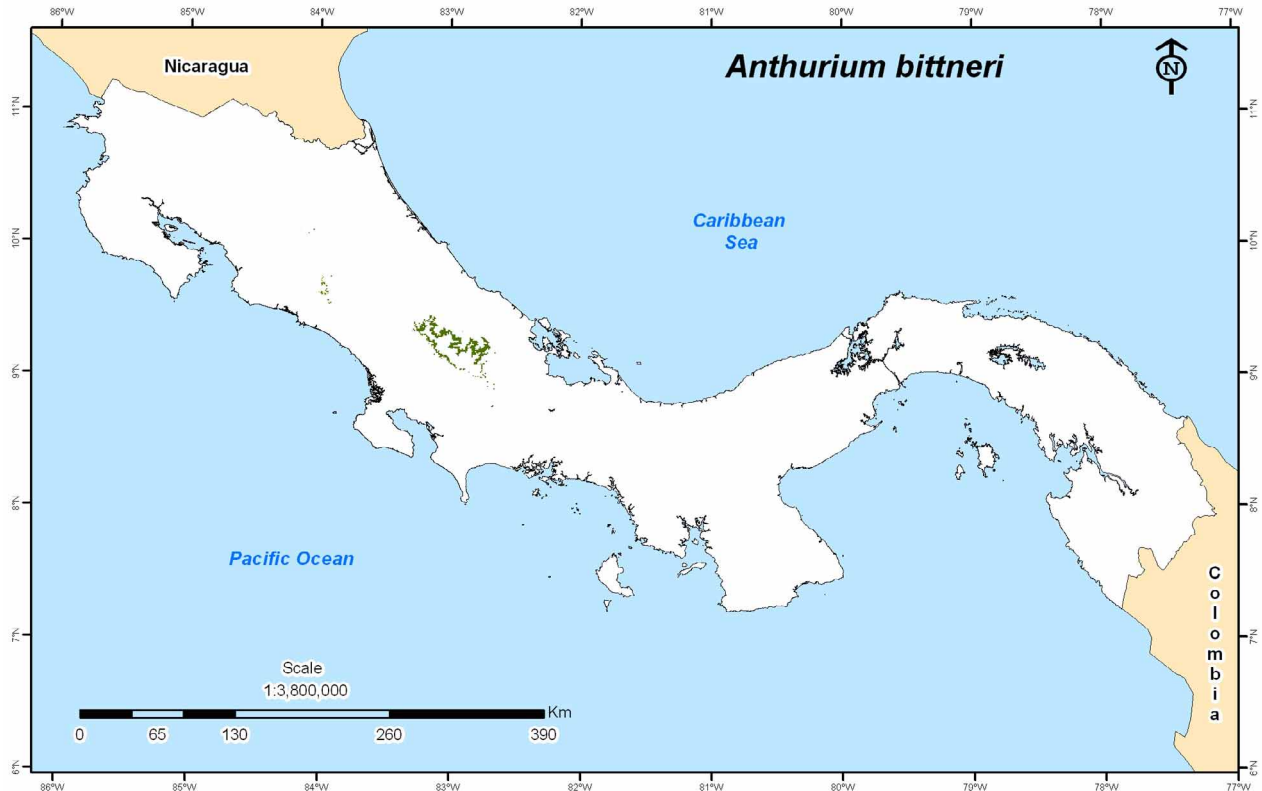 86°W 85°W 84°W 83°W 82°W 81°W 80°W 79°W 78°W 77°W
Nicaragua
Anthurium bittneri
N
11°N 11°N
Caribbean
Sea
10°N 10°N
9°N 9°N
8°N 8°N
Pacific Ocean
Colombia
7°N 7°N
Scale
1:3,800,000
Km
0 65 130 260 390
6°N 6°N
86°W 85°W 84°W 83°W 82°W 81°W 80°W 79°W 78°W 77°W